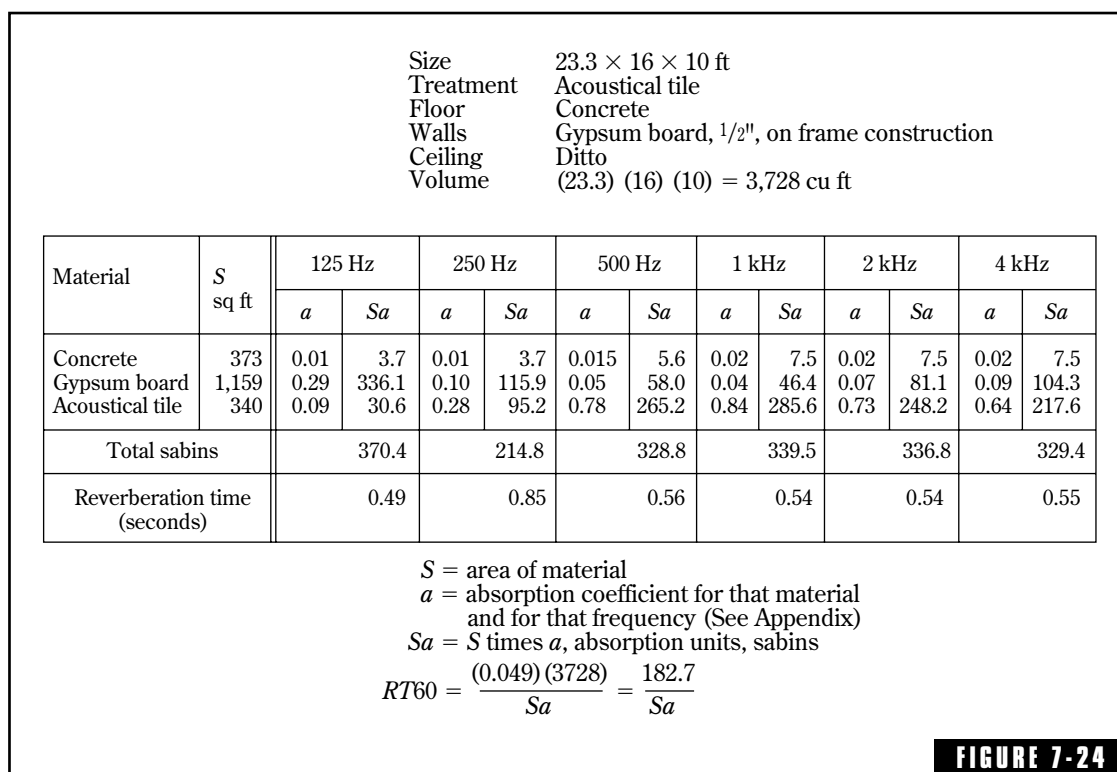 Size 23.3 × 16 × 10 ft
Treatment Acoustical tile
Floor Concrete
Walls Gypsum board, 1/2", on frame construction
Ceiling Ditto
Volume (23.3) (16) (10) = 3,728 cu ft
Material S sq ft 125 Hz 250 Hz 500 Hz 1 kHz 2 kHz 4 kHz
a Sa a Sa a Sa a Sa a Sa a Sa
Concrete 373 0.01 3.7 0.01 3.7 0.015 5.6 0.02 7.5 0.02 7.5 0.02 7.5
Gypsum board 1,159 0.29 336.1 0.10 115.9 0.05 58.0 0.04 46.4 0.07 81.1 0.09 104.3
Acoustical tile 340 0.09 30.6 0.28 95.2 0.78 265.2 0.84 285.6 0.73 248.2 0.64 217.6
Total sabins 370.4 214.8 328.8 339.5 336.8 329.4
Reverberation time (seconds) 0.49 0.85 0.56 0.54 0.54 0.55
S = area of material
a = absorption coefficient for that material
and for that frequency (See Appendix)
Sa = S times a, absorption units, sabins
RT60 = (0.049) (3728) / Sa = 182.7 / Sa
FIGURE 7-24